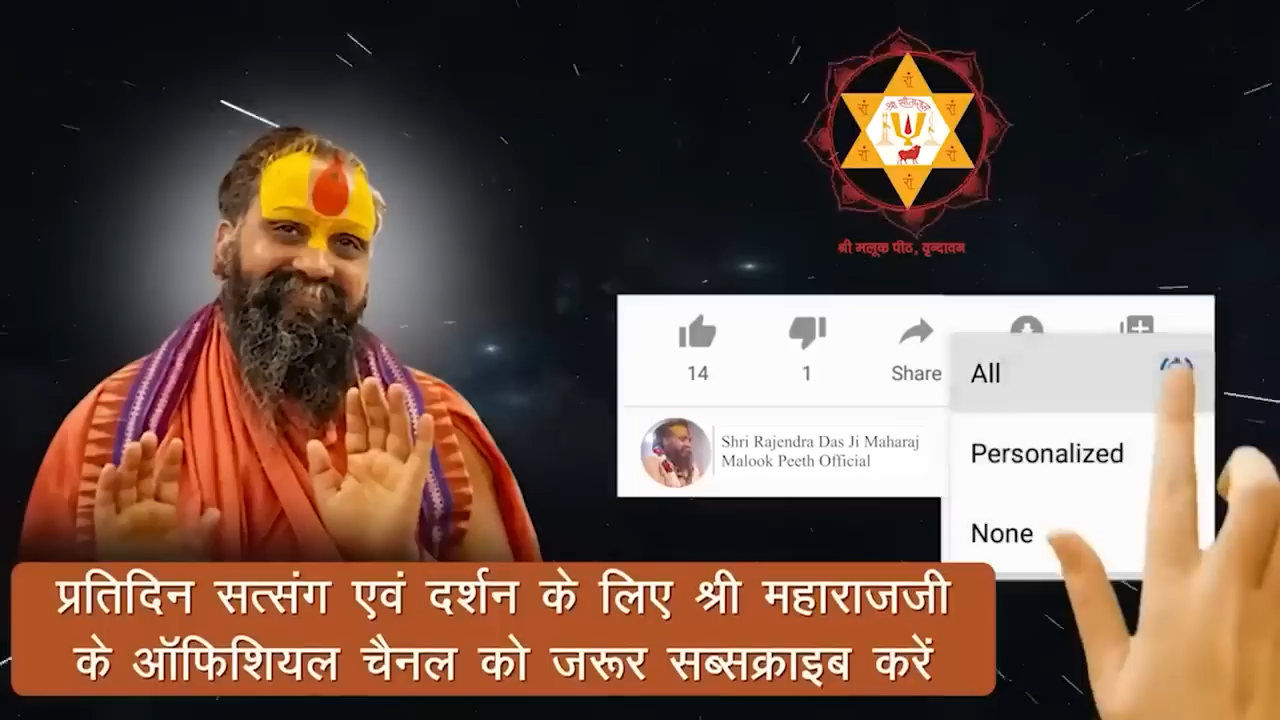 रां
श्री सीताराम
रां
रां
रां
रां
रां
श्री मलूक पीठ, वृन्दावन
14
1
Share
All
Shri Rajendra Das Ji Maharaj
Malook Peeth Official
Personalized
None
प्रतिदिन सत्संग एवं दर्शन के लिए श्री महाराजजी
के ऑफिशियल चैनल को जरूर सब्सक्राइब करें